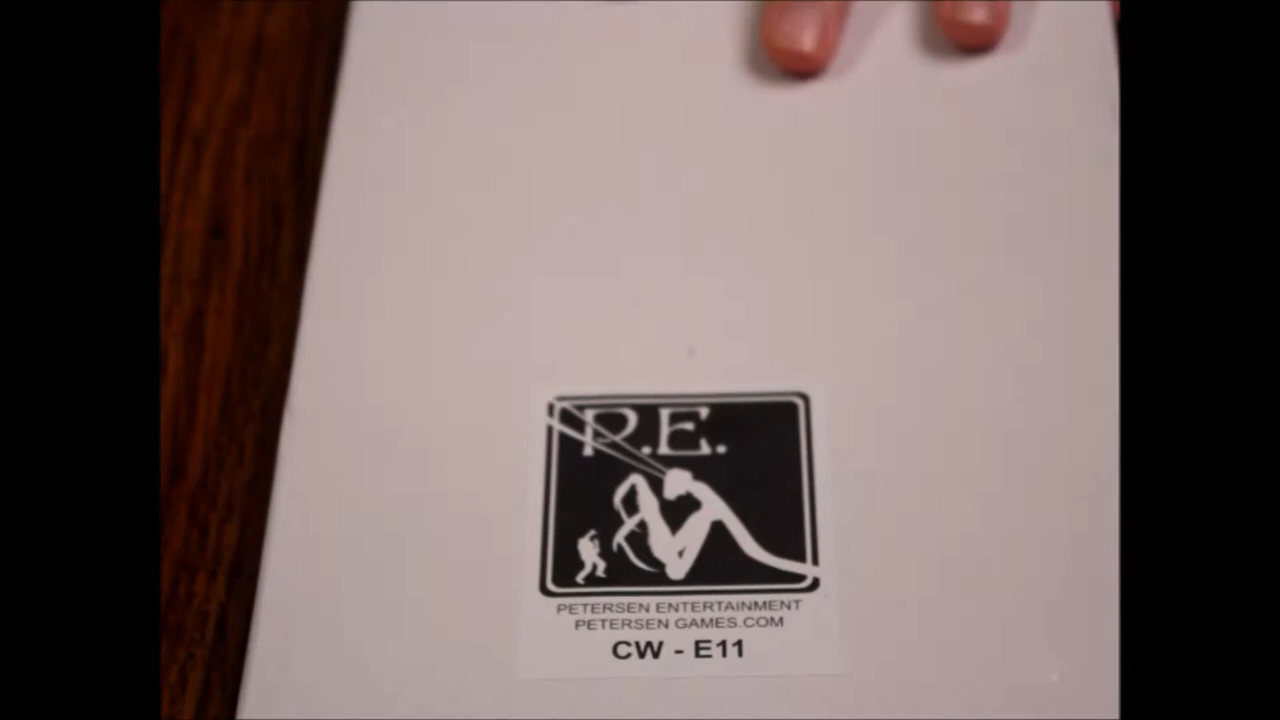 P.E.
PETERSEN ENTERTAINMENT
PETERSEN GAMES.COM
CW - E11